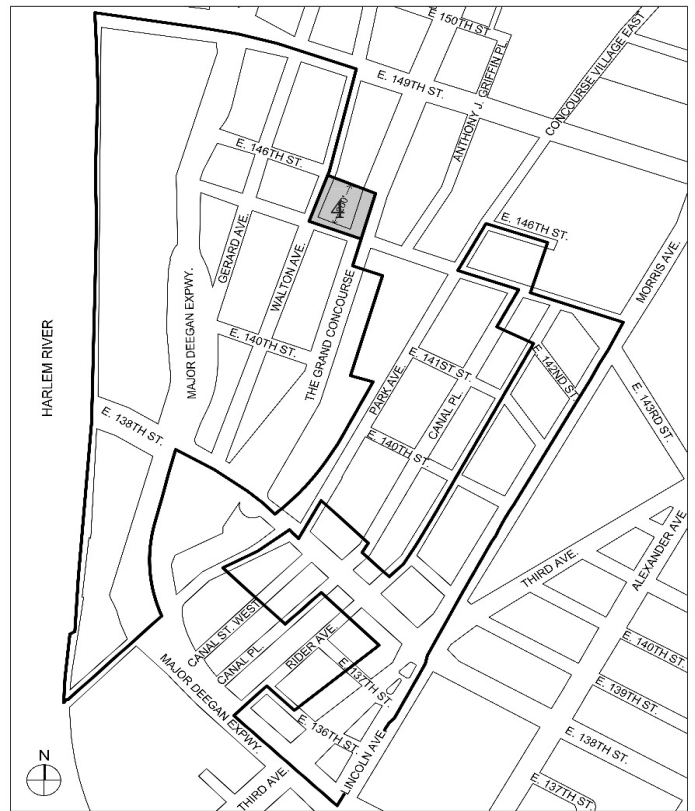 E. 150TH ST.
CONCOURSE VILLAGE EAST
ANTHONY J. GRIFFIN PL.
E. 149TH ST.
E. 146TH ST.
4
E. 146TH ST.
MORRIS AVE.
GERARD AVE.
WALTON AVE.
MAJOR DEEGAN EXPWY.
THE GRAND CONCOURSE
HARLEM RIVER
E. 140TH ST.
E. 141ST ST.
E. 142ND ST.
PARK AVE.
CANAL PL.
E. 143RD ST.
E. 138TH ST.
E. 140TH ST.
THIRD AVE.
ALEXANDER AVE.
CANAL ST. WEST
CANAL PL.
RIDER AVE.
E. 137TH ST.
E. 140TH ST.
E. 139TH ST.
E. 138TH ST.
E. 137TH ST.
MAJOR DEEGAN EXPWY.
E. 136TH ST.
LINCOLN AVE.
THIRD AVE.
N